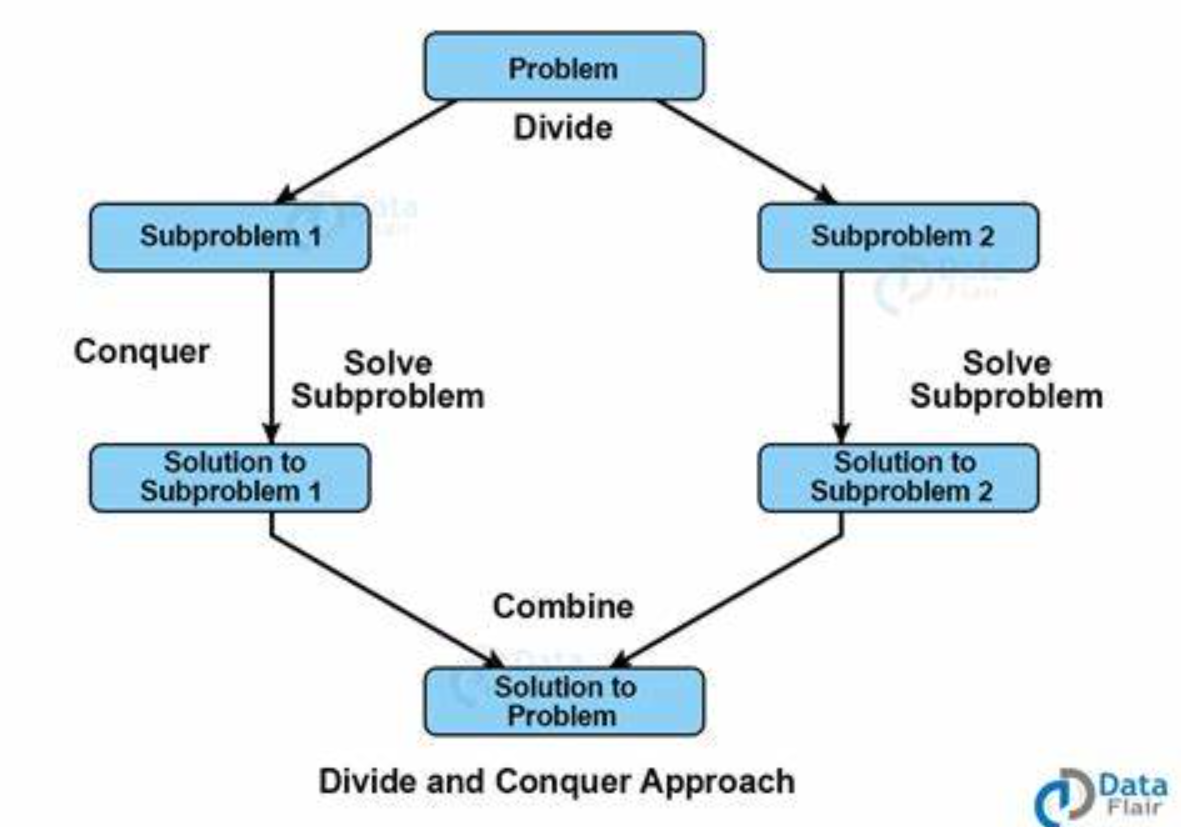 Problem
Divide
Subproblem 1
Subproblem 2
Conquer
Solve
Subproblem
Solve
Subproblem
Solution to
Subproblem 1
Solution to
Subproblem 2
Combine
Solution to
Problem
Divide and Conquer Approach
Data
Flair